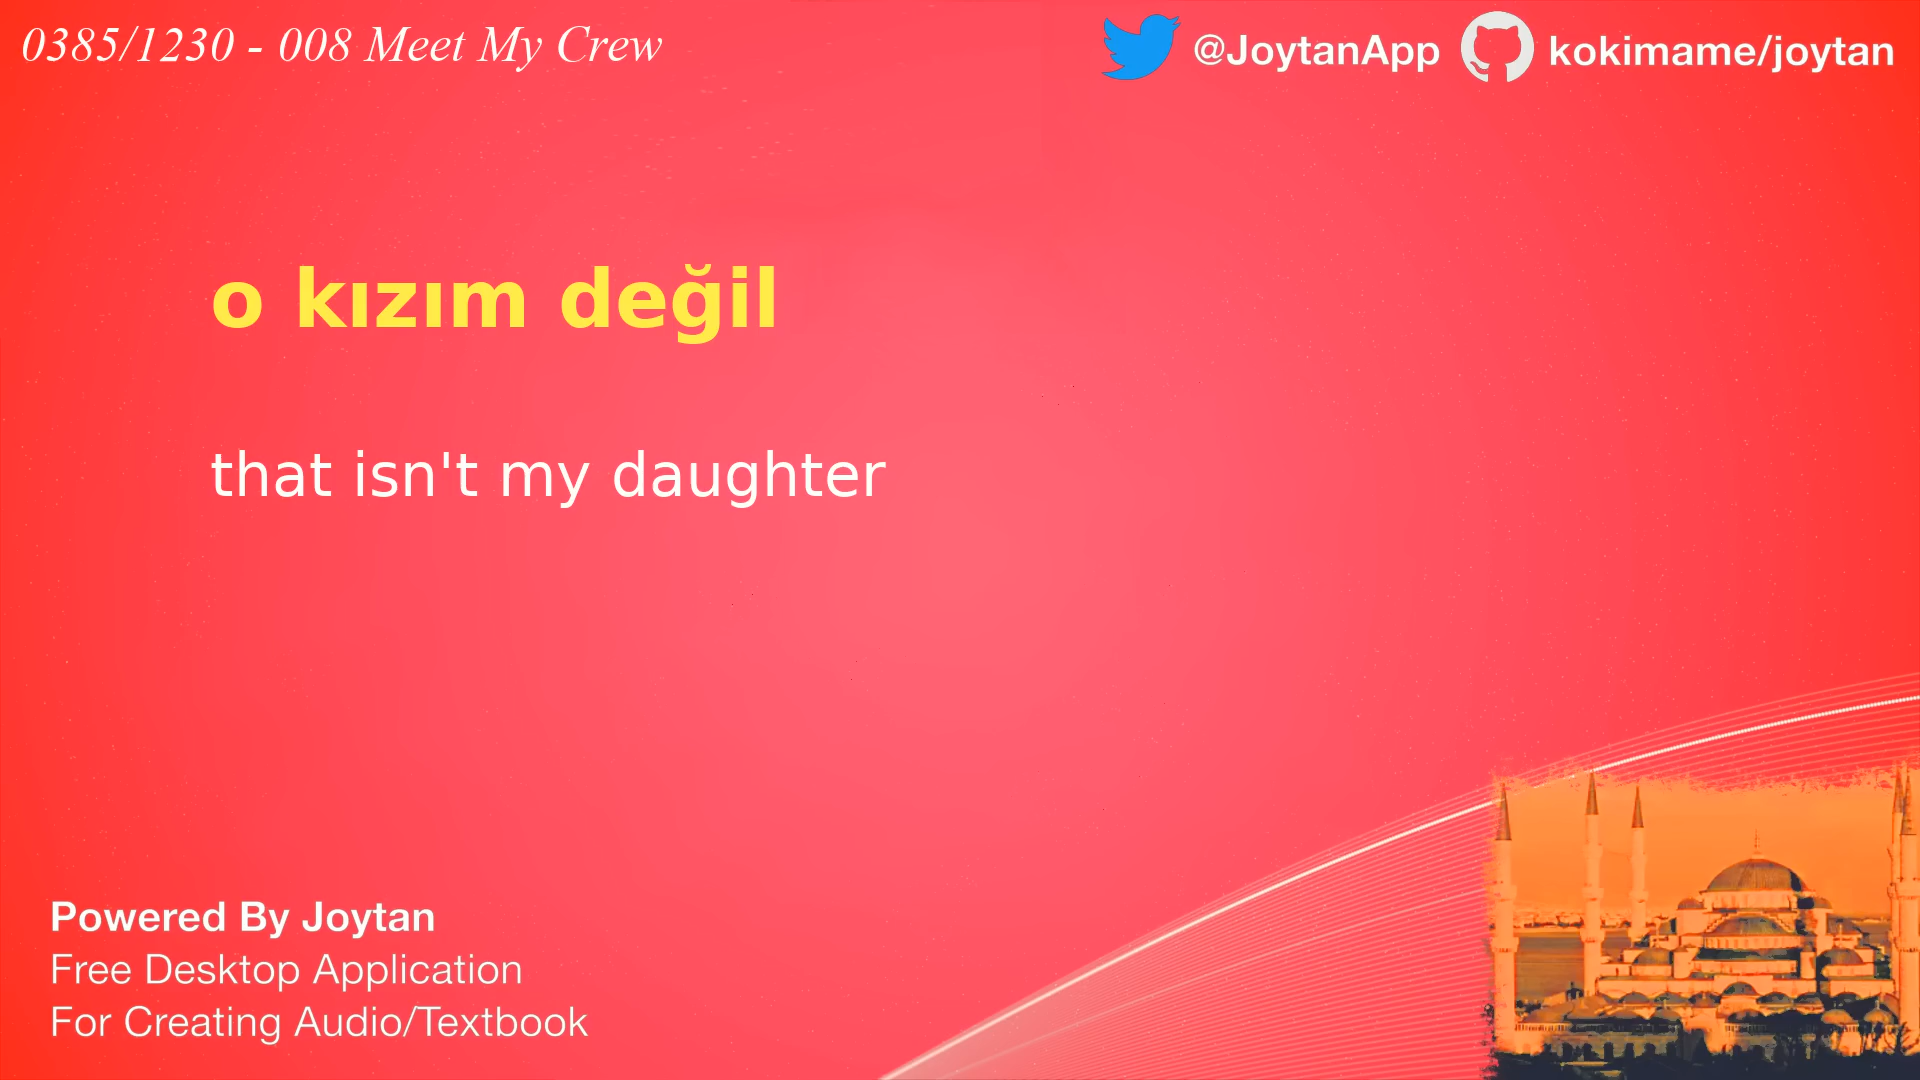 0385/1230 - 008 Meet My Crew
@JoytanApp
kokimame/joytan
o kızım değil
that isn't my daughter
Powered By Joytan
Free Desktop Application
For Creating Audio/Textbook